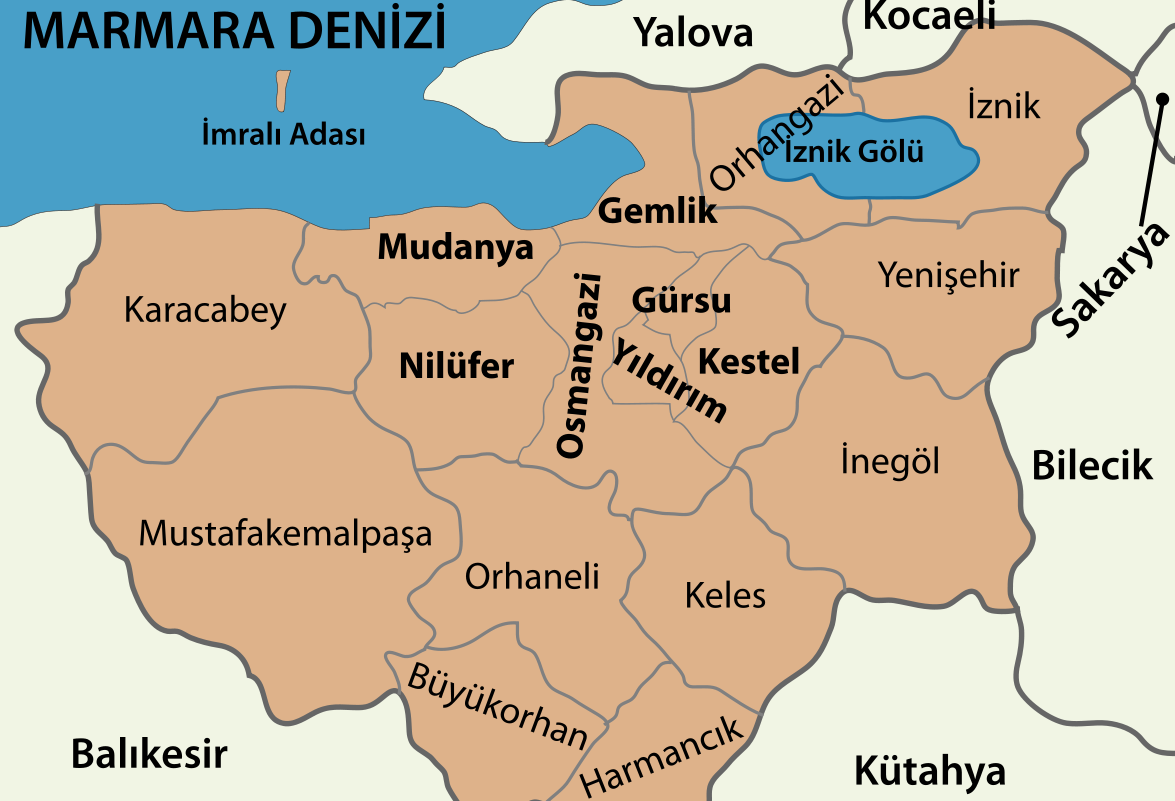 MARMARA DENİZİ
Yalova
Kocaeli
İmralı Adası
Orhangazi
İznik
İznik Gölü
Gemlik
Mudanya
Sakarya
Karacabey
Osmangazi
Gürsu
Yenişehir
Nilüfer
Yıldırım
Kestel
İnegöl
Bilecik
Mustafakemalpaşa
Orhaneli
Keles
Büyükorhan
Harmancık
Balıkesir
Kütahya